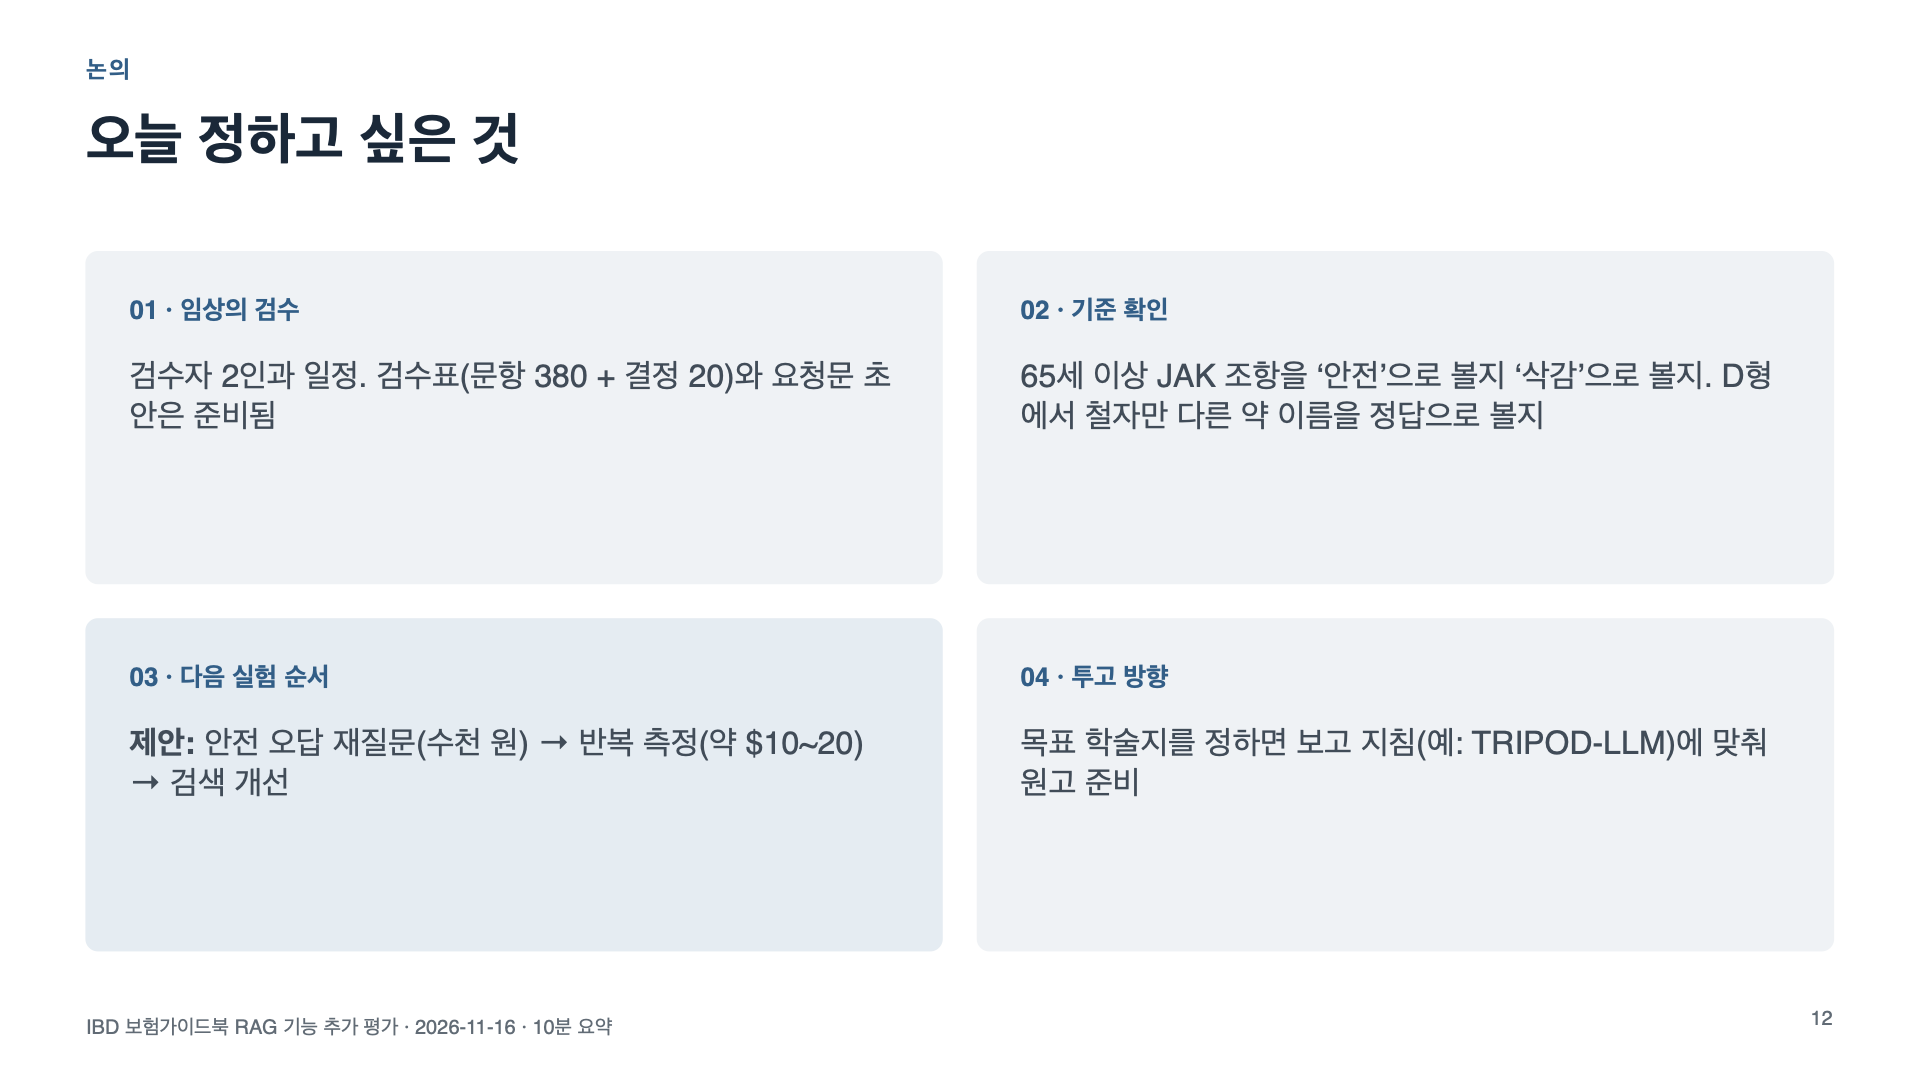 논의
오늘 정하고 싶은 것
01 · 임상의 검수
검수자 2인과 일정. 검수표(문항 380 + 결정 20)와 요청문 초
안은 준비됨
02 · 기준 확인
65세 이상 JAK 조항을 ‘안전’으로 볼지 ‘삭감’으로 볼지. D형
에서 철자만 다른 약 이름을 정답으로 볼지
03 · 다음 실험 순서
제안: 안전 오답 재질문(수천 원) → 반복 측정(약 $10~20)
→ 검색 개선
04 · 투고 방향
목표 학술지를 정하면 보고 지침(예: TRIPOD-LLM)에 맞춰
원고 준비
IBD 보험가이드북 RAG 기능 추가 평가 · 2026-11-16 · 10분 요약
12